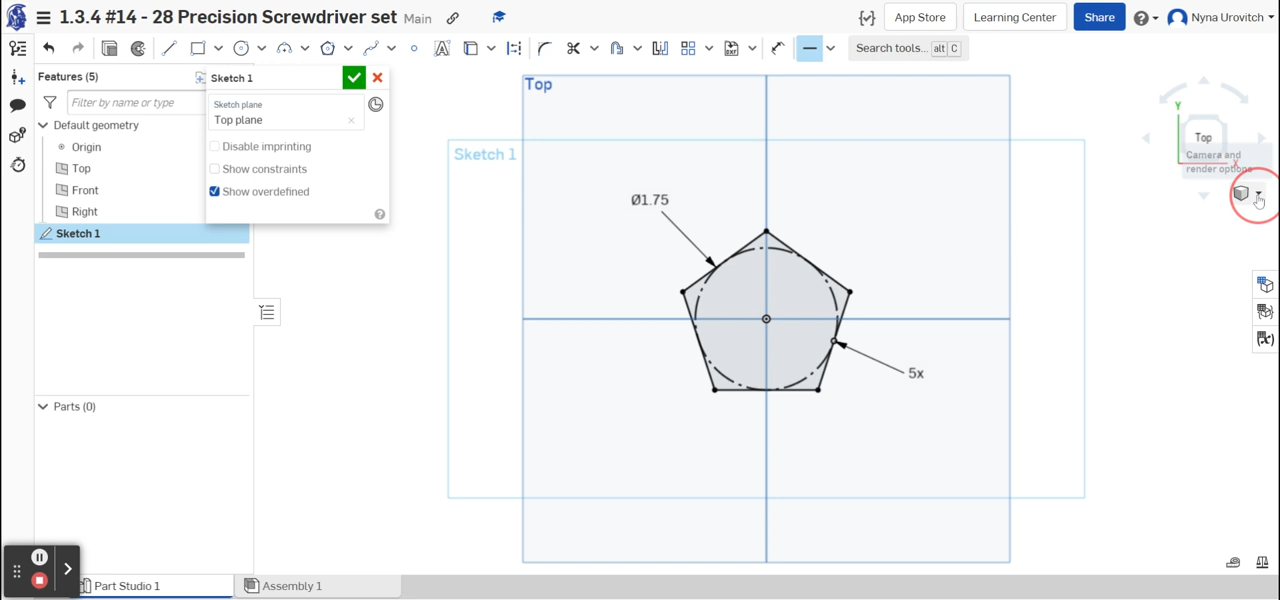 1.3.4 #14 - 28 Precision Screwdriver set Main
App Store
Learning Center
Share
Nyna Urovitch
Search tools... alt C
Features (5)
Filter by name or type
Default geometry
Origin
Top
Front
Right
Sketch 1
Parts (0)
Sketch 1
Sketch plane
Top plane
Disable imprinting
Show constraints
Show overdefined
Top
Sketch 1
Ø1.75
5x
Y
Top
X
Camera and
render options
Part Studio 1
Assembly 1